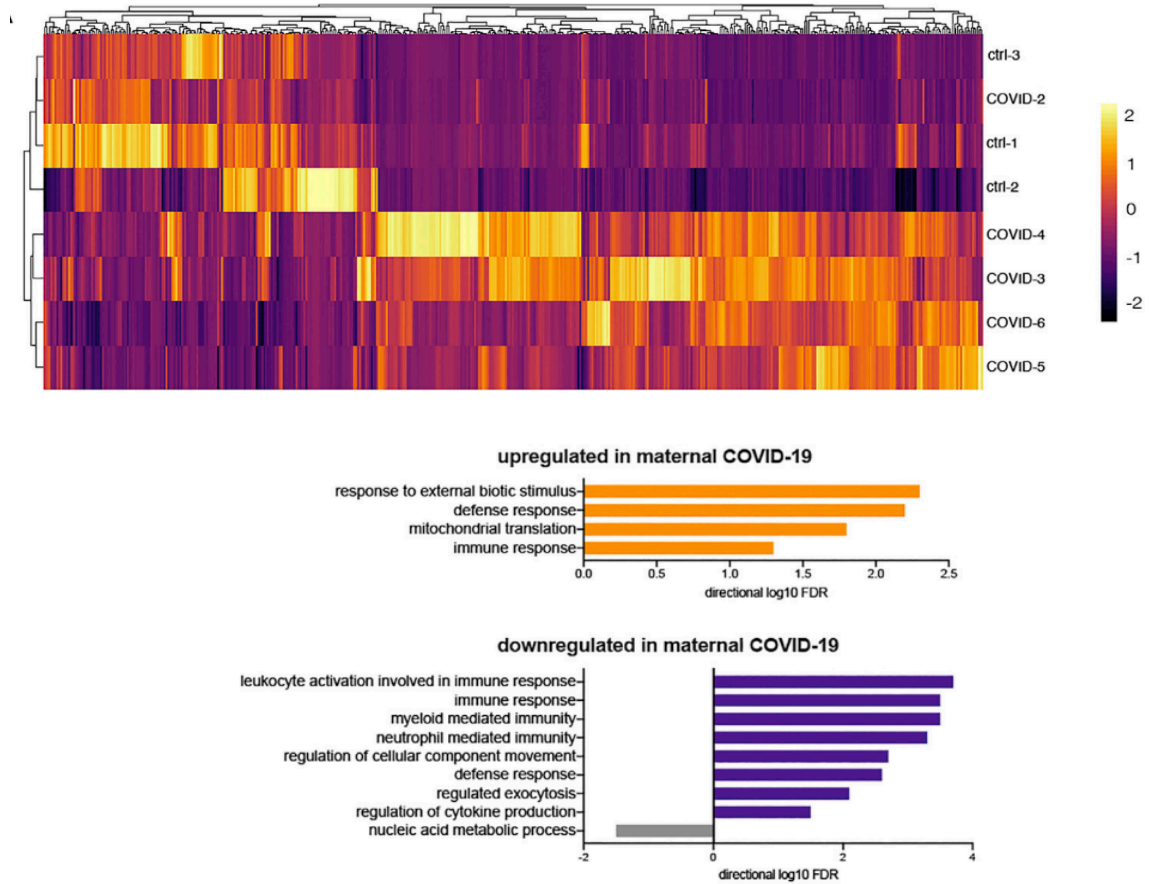 ctrl-3
COVID-2
ctrl-1
ctrl-2
COVID-4
COVID-3
COVID-6
COVID-5
2
1
0
-1
-2
upregulated in maternal COVID-19
response to external biotic stimulus
defense response
mitochondrial translation
immune response
0.0 0.5 1.0 1.5 2.0 2.5
directional log10 FDR
downregulated in maternal COVID-19
leukocyte activation involved in immune response
immune response
myeloid mediated immunity
neutrophil mediated immunity
regulation of cellular component movement
defense response
regulated exocytosis
regulation of cytokine production
nucleic acid metabolic process
-2 0 2 4
directional log10 FDR